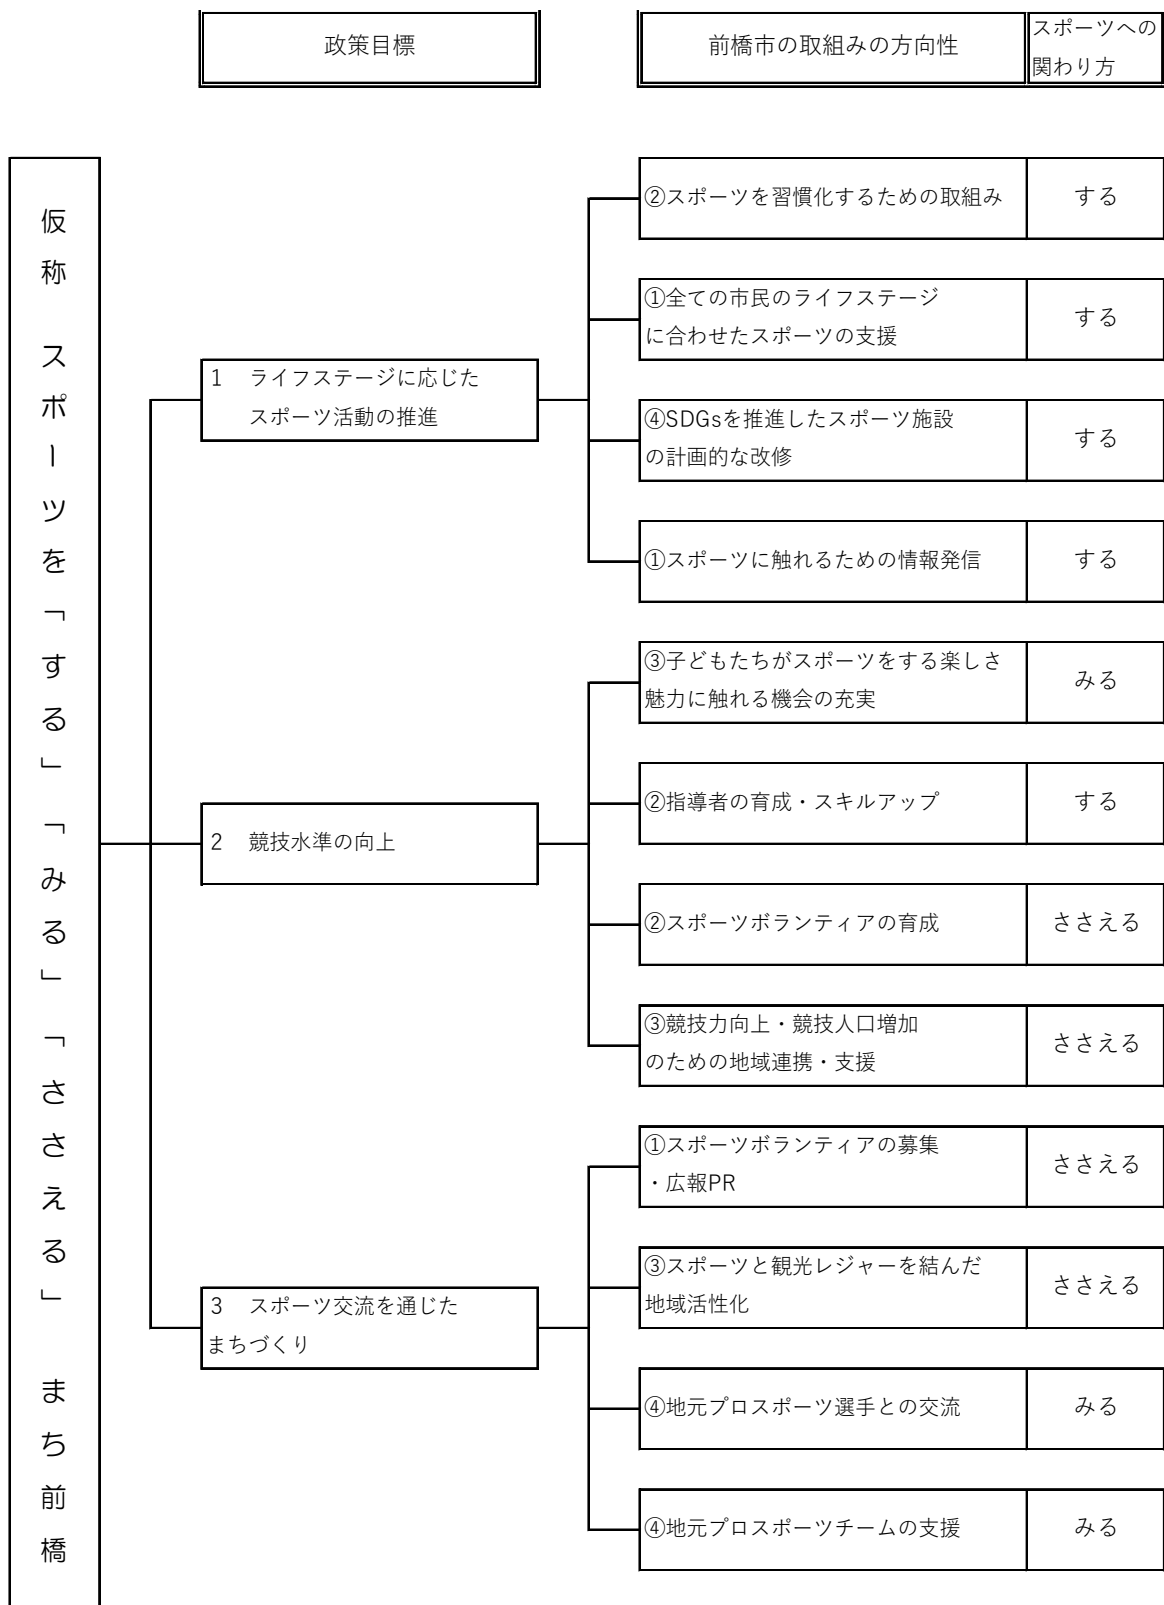 政策目標
前橋市の取組みの方向性
スポーツへの
関わり方
仮称　スポーツを「する」「みる」「ささえる」　まち前橋
1　ライフステージに応じた
スポーツ活動の推進
②スポーツを習慣化するための取組み
する
①全ての市民のライフステージ
に合わせたスポーツの支援
する
④SDGsを推進したスポーツ施設
の計画的な改修
する
①スポーツに触れるための情報発信
する
2　競技水準の向上
③子どもたちがスポーツをする楽しさ
魅力に触れる機会の充実
みる
②指導者の育成・スキルアップ
する
②スポーツボランティアの育成
ささえる
③競技力向上・競技人口増加
のための地域連携・支援
ささえる
3　スポーツ交流を通じた
まちづくり
①スポーツボランティアの募集
・広報PR
ささえる
③スポーツと観光レジャーを結んだ
地域活性化
ささえる
④地元プロスポーツ選手との交流
みる
④地元プロスポーツチームの支援
みる